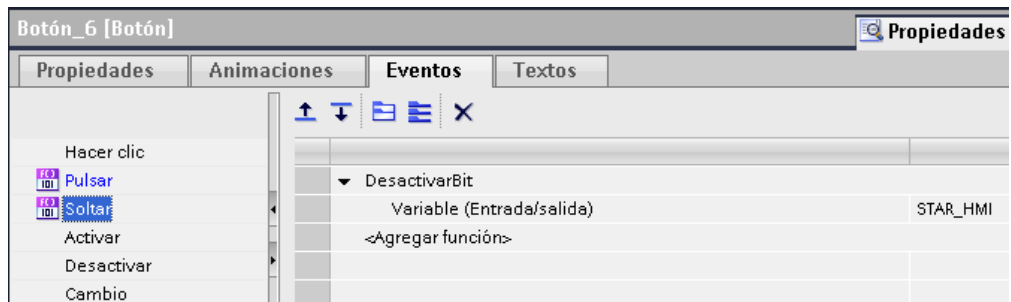 Botón_6 [Botón]
Propiedades
Propiedades
Animaciones
Eventos
Textos
Hacer clic
Pulsar
Soltar
Activar
Desactivar
Cambio
DesactivarBit
Variable (Entrada/salida)
STAR_HMI
<Agregar función>